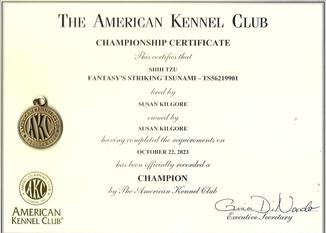 THE AMERICAN KENNEL CLUB
CHAMPIONSHIP CERTIFICATE
This certifies that
SHIH TZU
FANTASY'S STRIKING TSUNAMI – TS56219901
bred by
SUSAN KILGORE
owned by
SUSAN KILGORE
having completed the requirements on
OCTOBER 22, 2023
has been officially recorded a
CHAMPION
by The American Kennel Club
AKC
AKC
AMERICAN
KENNEL CLUB®
Executive Secretary